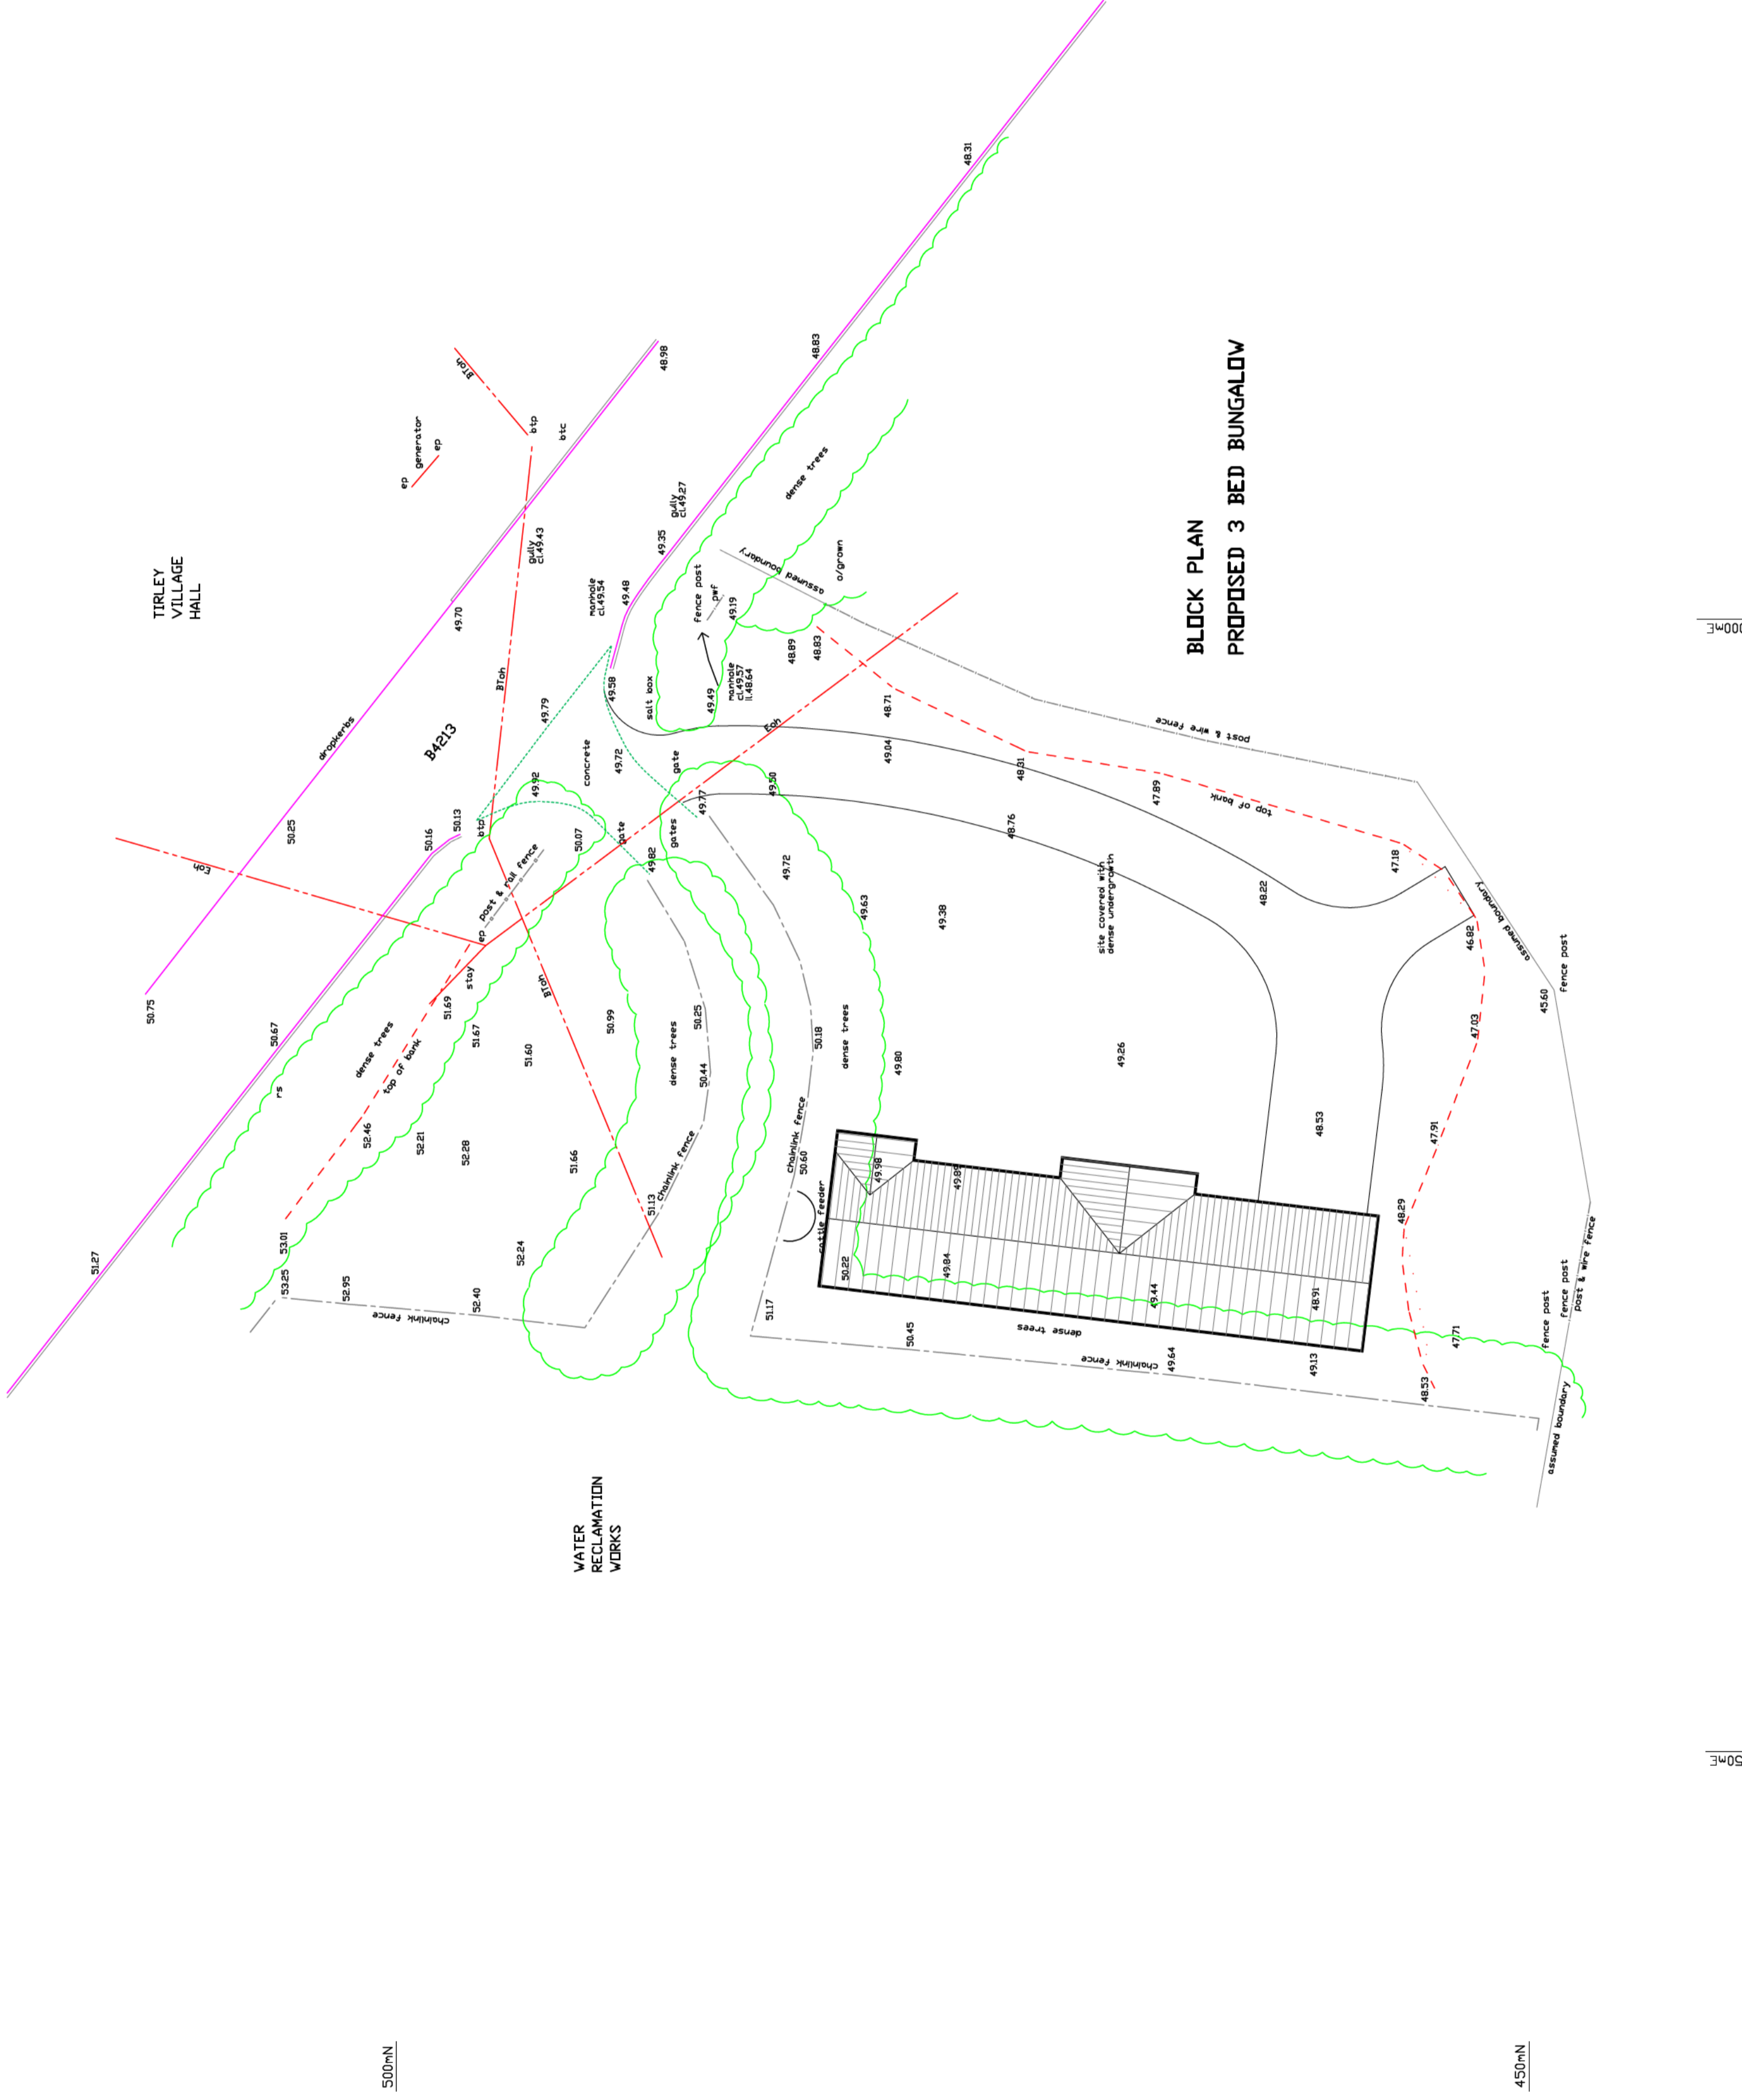 48.31
48.83
48.98
BToh
btp
btc
generator
ep
ep
BLOCK PLAN
PROPOSED 3 BED BUNGALOW
dense trees
gully
cl.49.27
49.35
gully
cl.49.43
TIRLEY
VILLAGE
HALL
assumed boundary
o/grown
fence post
pwf
49.19
manhole
cl.49.54
49.48
49.70
48.89
48.83
BToh
49.58
salt box
49.49
manhole
cl.49.57
il.48.64
48.71
49.79
dropkerbs
B4213
Eoh
49.04
post & wire fence
concrete
49.72
gate
48.31
49.92
49.50
49.77
47.89
top of bank
50.25
50.16
50.13
btp
50.07
gate
gates
48.76
Eoh
post & rail fence
49.82
49.72
47.18
site covered with
dense undergrowth
48.22
49.63
49.38
assumed boundary
46.82
ep
stay
BToh
fence post
45.60
50.75
50.67
51.69
51.67
50.99
50.25
50.18
47.03
dense trees
top of bank
51.60
dense trees
50.44
dense trees
49.80
49.26
rs
52.46
52.21
52.28
51.66
chainlink fence
chainlink fence
50.60
48.53
47.91
49.98
49.89
51.13
cattle feeder
48.29
51.27
53.01
52.24
50.22
49.84
post & wire fence
fence post
53.25
52.95
52.40
chainlink fence
51.17
49.44
48.91
fence post
50.45
dense trees
47.71
chainlink fence
49.64
49.13
48.53
assumed boundary
WATER
RECLAMATION
WORKS
500mN
450mN